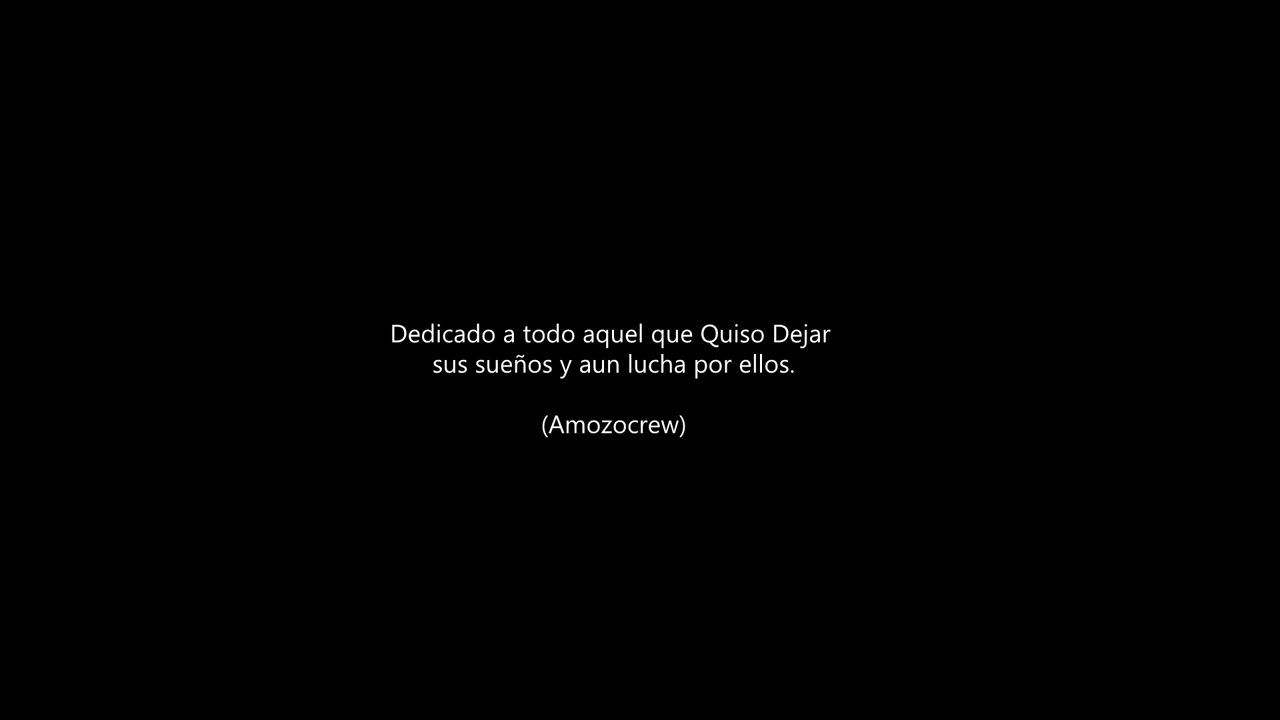 Dedicado a todo aquel que Quiso Dejar
sus sueños y aun lucha por ellos.
(Amozocrew)